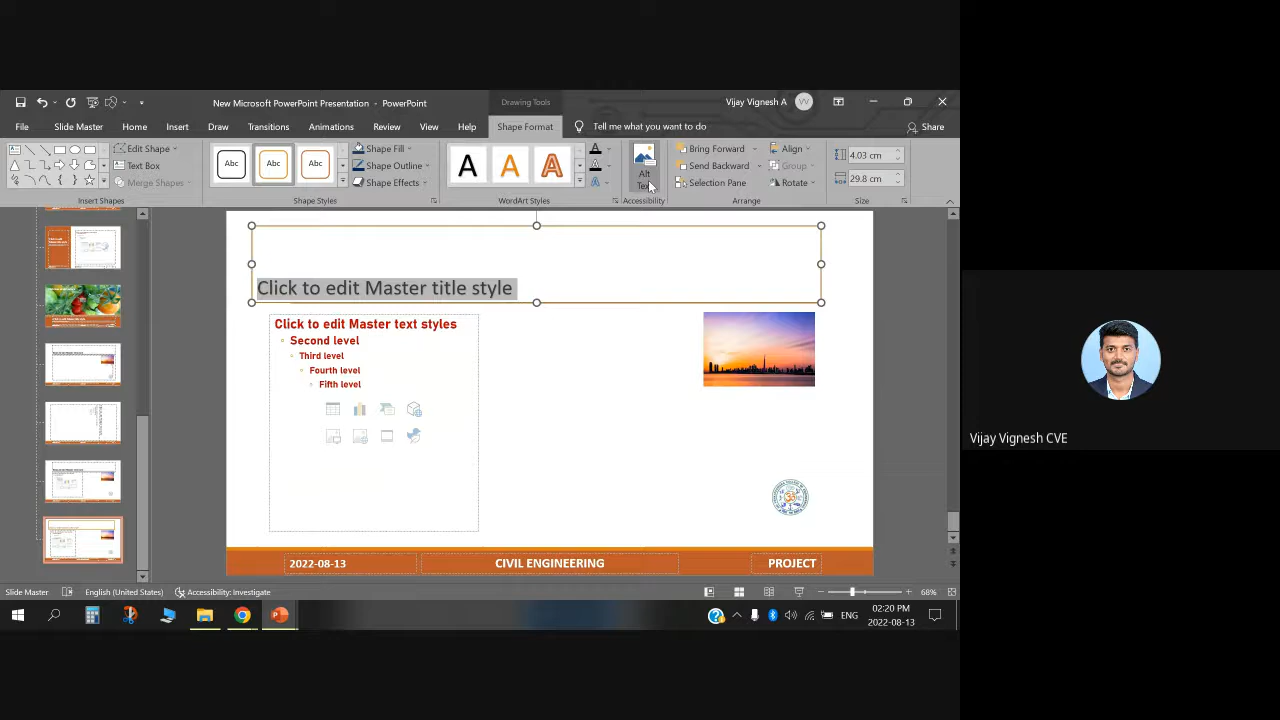 New Microsoft PowerPoint Presentation - PowerPoint
Drawing Tools
Vijay Vignesh A
VV
File
Slide Master
Home
Insert
Draw
Transitions
Animations
Review
View
Help
Shape Format
Tell me what you want to do
Share
Edit Shape
Text Box
Merge Shapes
Insert Shapes
Abc
Abc
Abc
Shape Fill
Shape Outline
Shape Effects
Shape Styles
A
A
A
WordArt Styles
Alt
Text
Accessibility
Bring Forward
Send Backward
Selection Pane
Align
Group
Rotate
Arrange
4.03 cm
29.8 cm
Size
Click to edit Master title style
Click to edit Master text styles
Second level
Third level
Fourth level
Fifth level
2022-08-13
CIVIL ENGINEERING
PROJECT
Slide Master
English (United States)
Accessibility: Investigate
68%
ENG
02:20 PM
2022-08-13
Vijay Vignesh CVE